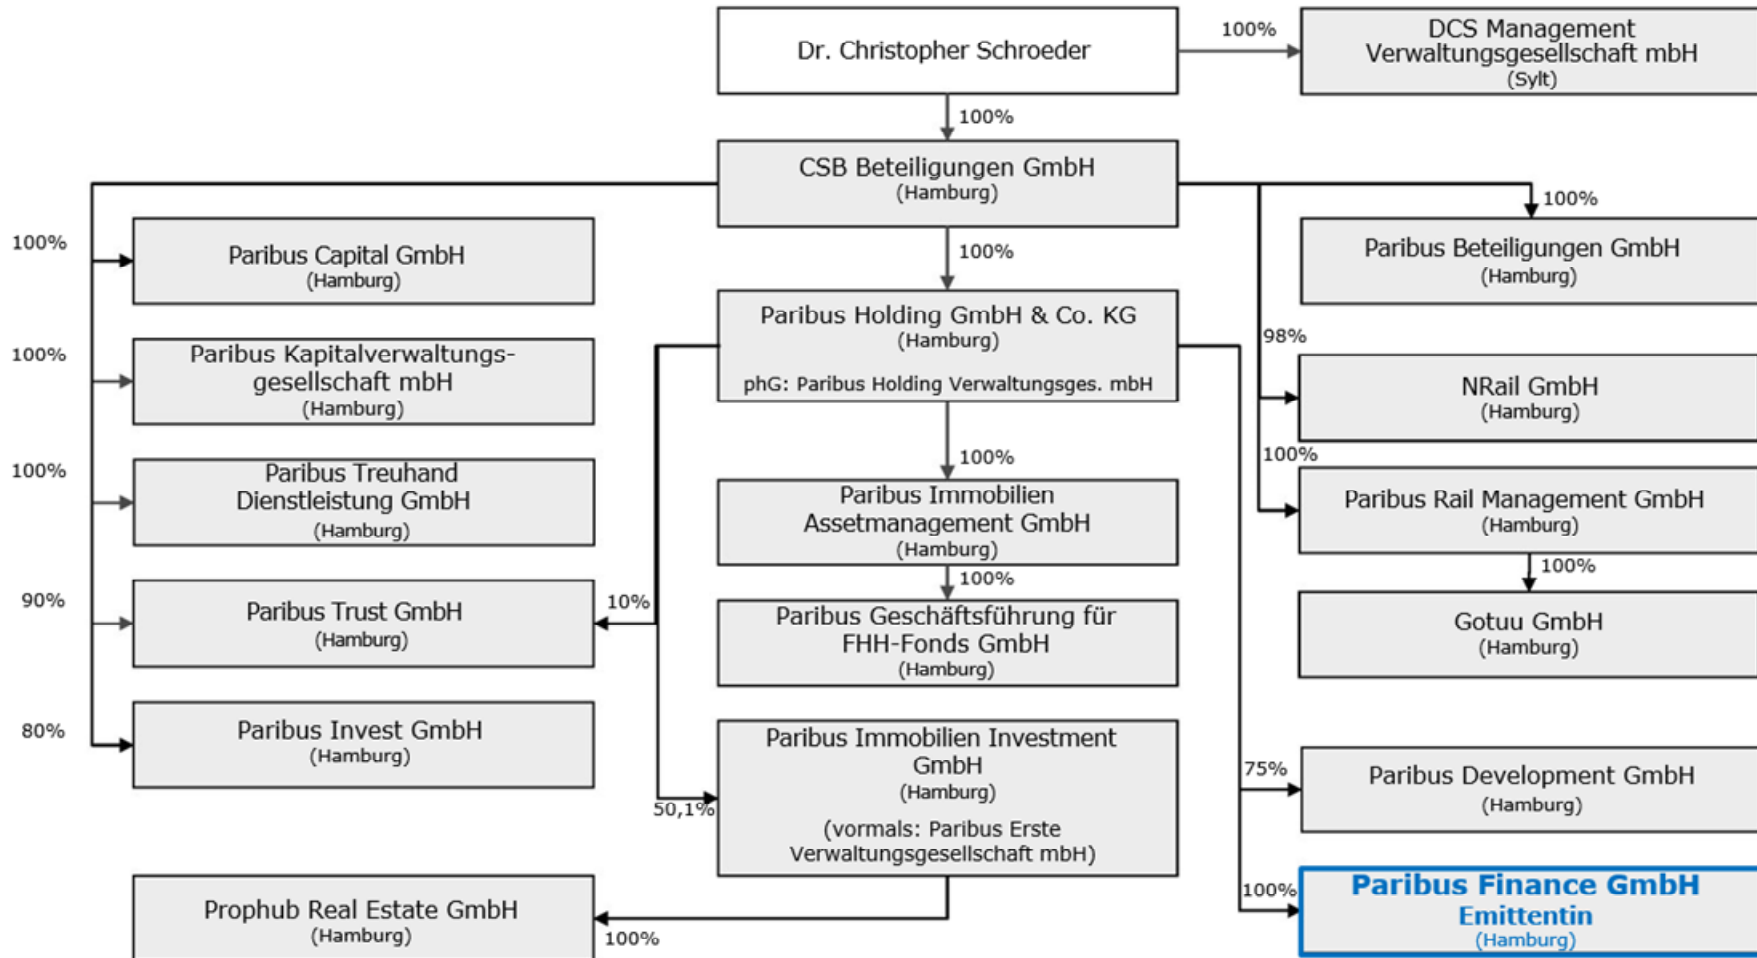 Dr. Christopher Schroeder
100%
DCS Management
Verwaltungsgesellschaft mbH
(Sylt)
100%
CSB Beteiligungen GmbH
(Hamburg)
100%
100%
Paribus Capital GmbH
(Hamburg)
100%
Paribus Kapitalverwaltungs-
gesellschaft mbH
(Hamburg)
100%
Paribus Treuhand
Dienstleistung GmbH
(Hamburg)
90%
Paribus Trust GmbH
(Hamburg)
10%
80%
Paribus Invest GmbH
(Hamburg)
100%
Paribus Holding GmbH & Co. KG
(Hamburg)
phG: Paribus Holding Verwaltungsges. mbH
100%
Paribus Immobilien
Assetmanagement GmbH
(Hamburg)
100%
Paribus Geschäftsführung für
FHH-Fonds GmbH
(Hamburg)
50,1%
Paribus Immobilien Investment
GmbH
(Hamburg)
(vormals: Paribus Erste
Verwaltungsgesellschaft mbH)
Prophub Real Estate GmbH
(Hamburg)
100%
Paribus Beteiligungen GmbH
(Hamburg)
98%
NRail GmbH
(Hamburg)
100%
Paribus Rail Management GmbH
(Hamburg)
100%
Gotuu GmbH
(Hamburg)
75%
Paribus Development GmbH
(Hamburg)
100%
Paribus Finance GmbH
Emittentin
(Hamburg)